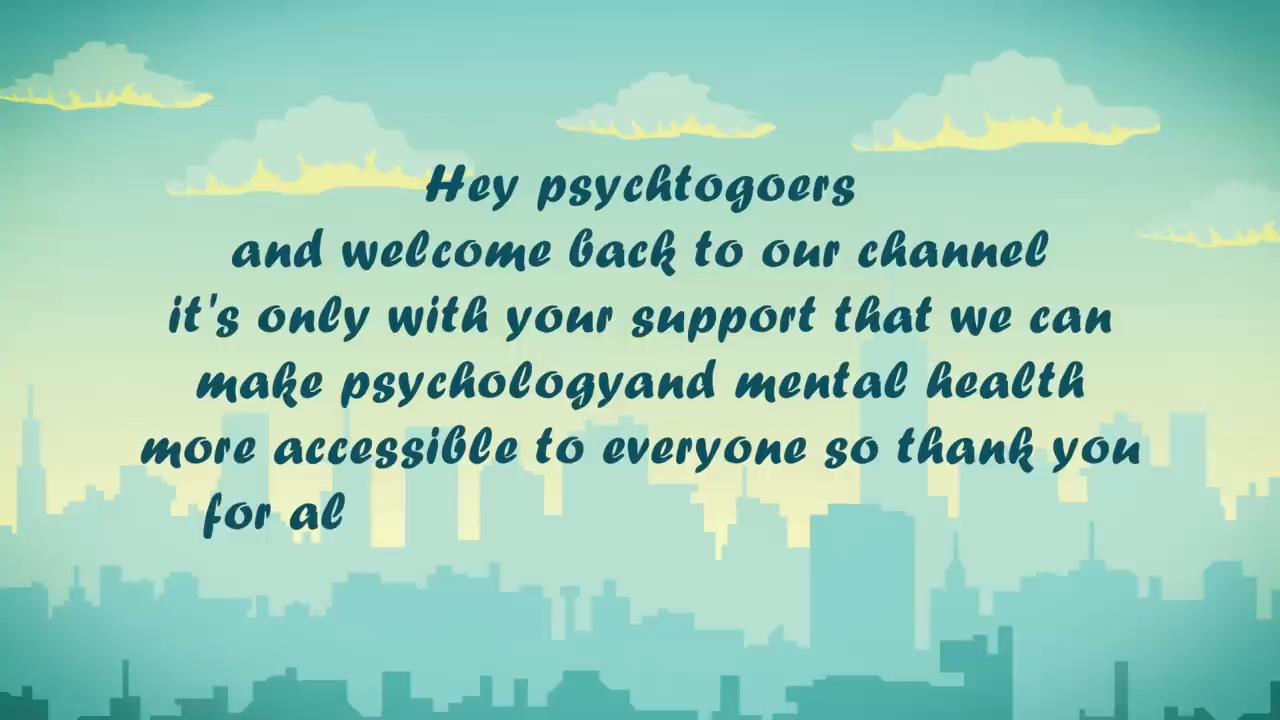 Hey psychtogoers
and welcome back to our channel
it's only with your support that we can
make psychologyand mental health
more accessible to everyone so thank you
for al